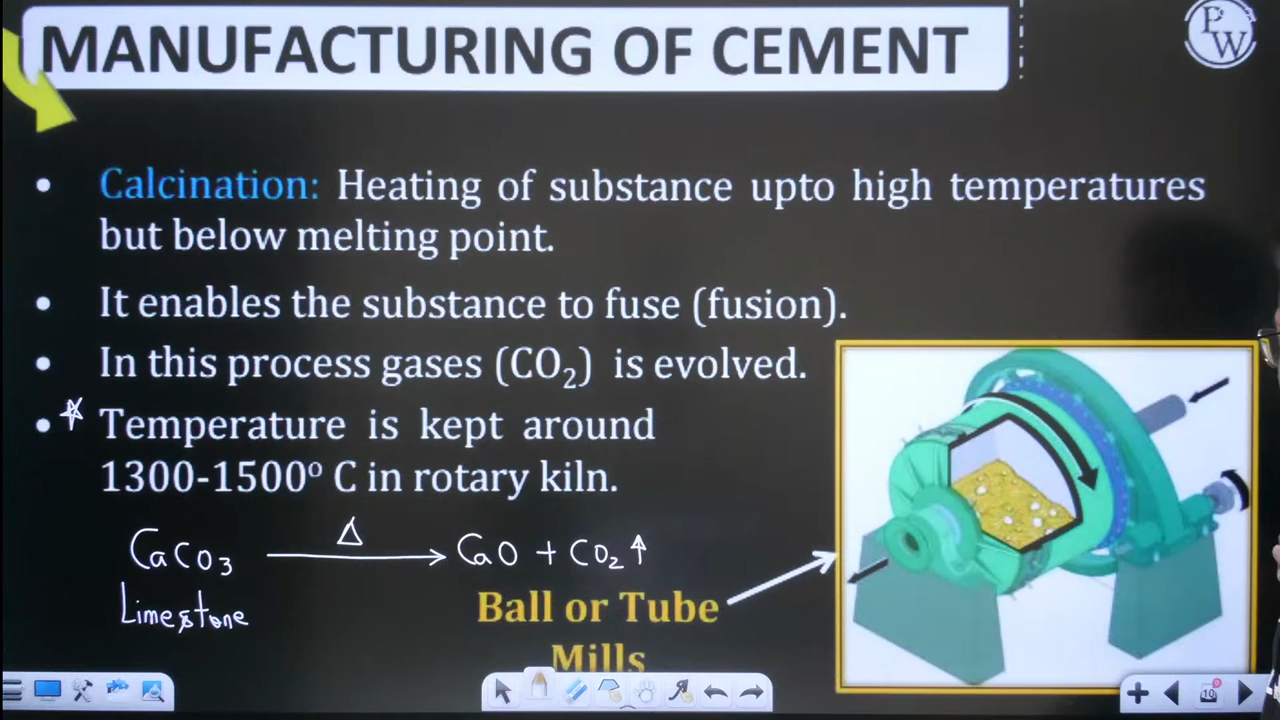 MANUFACTURING OF CEMENT
PW
• Calcination: Heating of substance upto high temperatures
but below melting point.
• It enables the substance to fuse (fusion).
• In this process gases (CO₂) is evolved.
• Temperature is kept around
1300-1500° C in rotary kiln.
CaCO₃ ⟶ Δ CaO + CO₂ ↑
Limestone
Ball or Tube
Mills
10